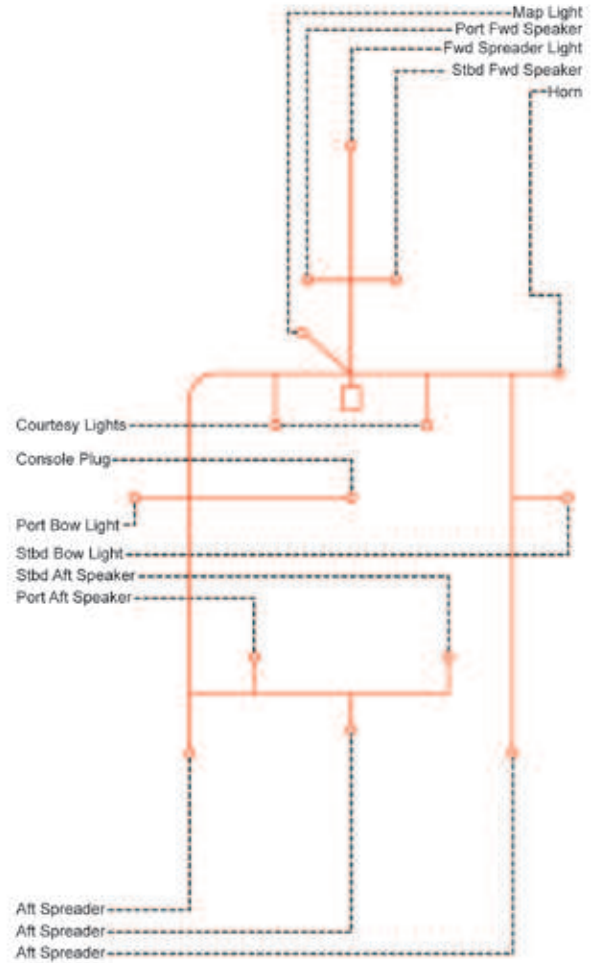 Map Light
Port Fwd Speaker
Fwd Spreader Light
Stbd Fwd Speaker
Horn
Courtesy Lights
Console Plug
Port Bow Light
Stbd Bow Light
Stbd Aft Speaker
Port Aft Speaker
Aft Spreader
Aft Spreader
Aft Spreader